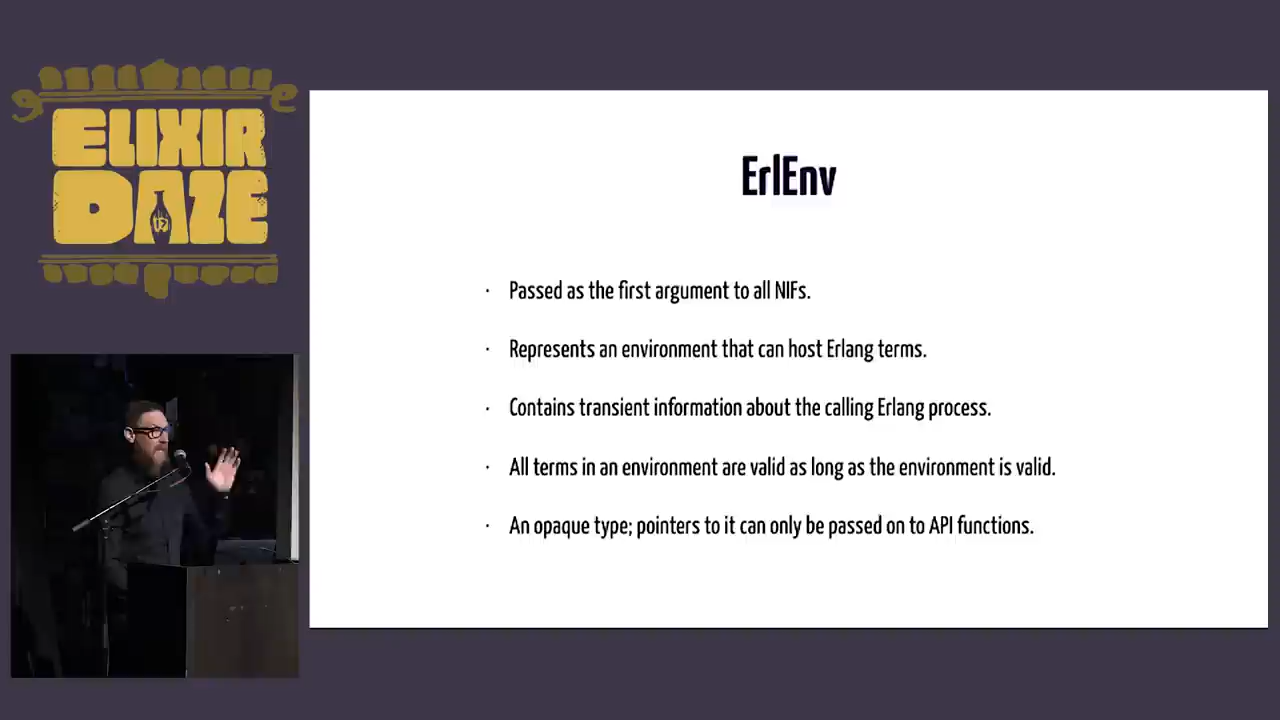 ELIXIR
DAZE
ErlEnv
· Passed as the first argument to all NIFs.
· Represents an environment that can host Erlang terms.
· Contains transient information about the calling Erlang process.
· All terms in an environment are valid as long as the environment is valid.
· An opaque type; pointers to it can only be passed on to API functions.